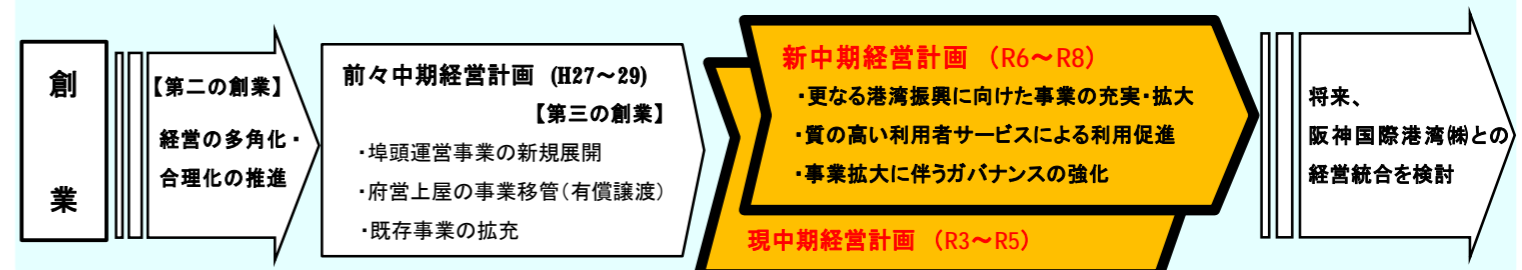 創
業
【第二の創業】
経営の多角化・
合理化の推進
前々中期経営計画 (H27～29)
【第三の創業】
・埠頭運営事業の新規展開
・府営上屋の事業移管(有償譲渡)
・既存事業の拡充
新中期経営計画 (R6～R8)
・更なる港湾振興に向けた事業の充実・拡大
・質の高い利用者サービスによる利用促進
・事業拡大に伴うガバナンスの強化
現中期経営計画 (R3～R5)
将来、
阪神国際港湾㈱との
経営統合を検討